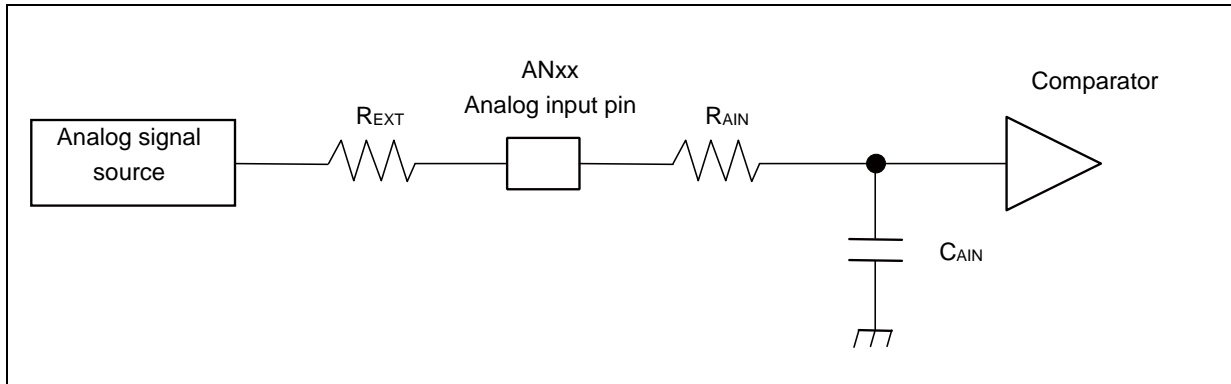 Analog signal
source
REXT
ANxx
Analog input pin
RAIN
Comparator
CAIN